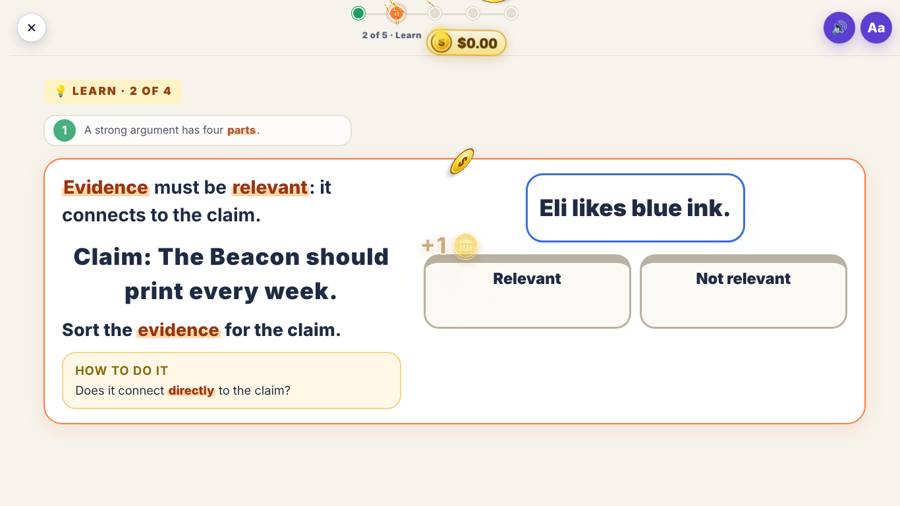 2 of 5 · Learn
$0.00
Aa
LEARN · 2 OF 4
1 A strong argument has four parts.
Evidence must be relevant: it
connects to the claim.
Claim: The Beacon should
print every week.
Sort the evidence for the claim.
HOW TO DO IT
Does it connect directly to the claim?
Eli likes blue ink.
+1
Relevant
Not relevant